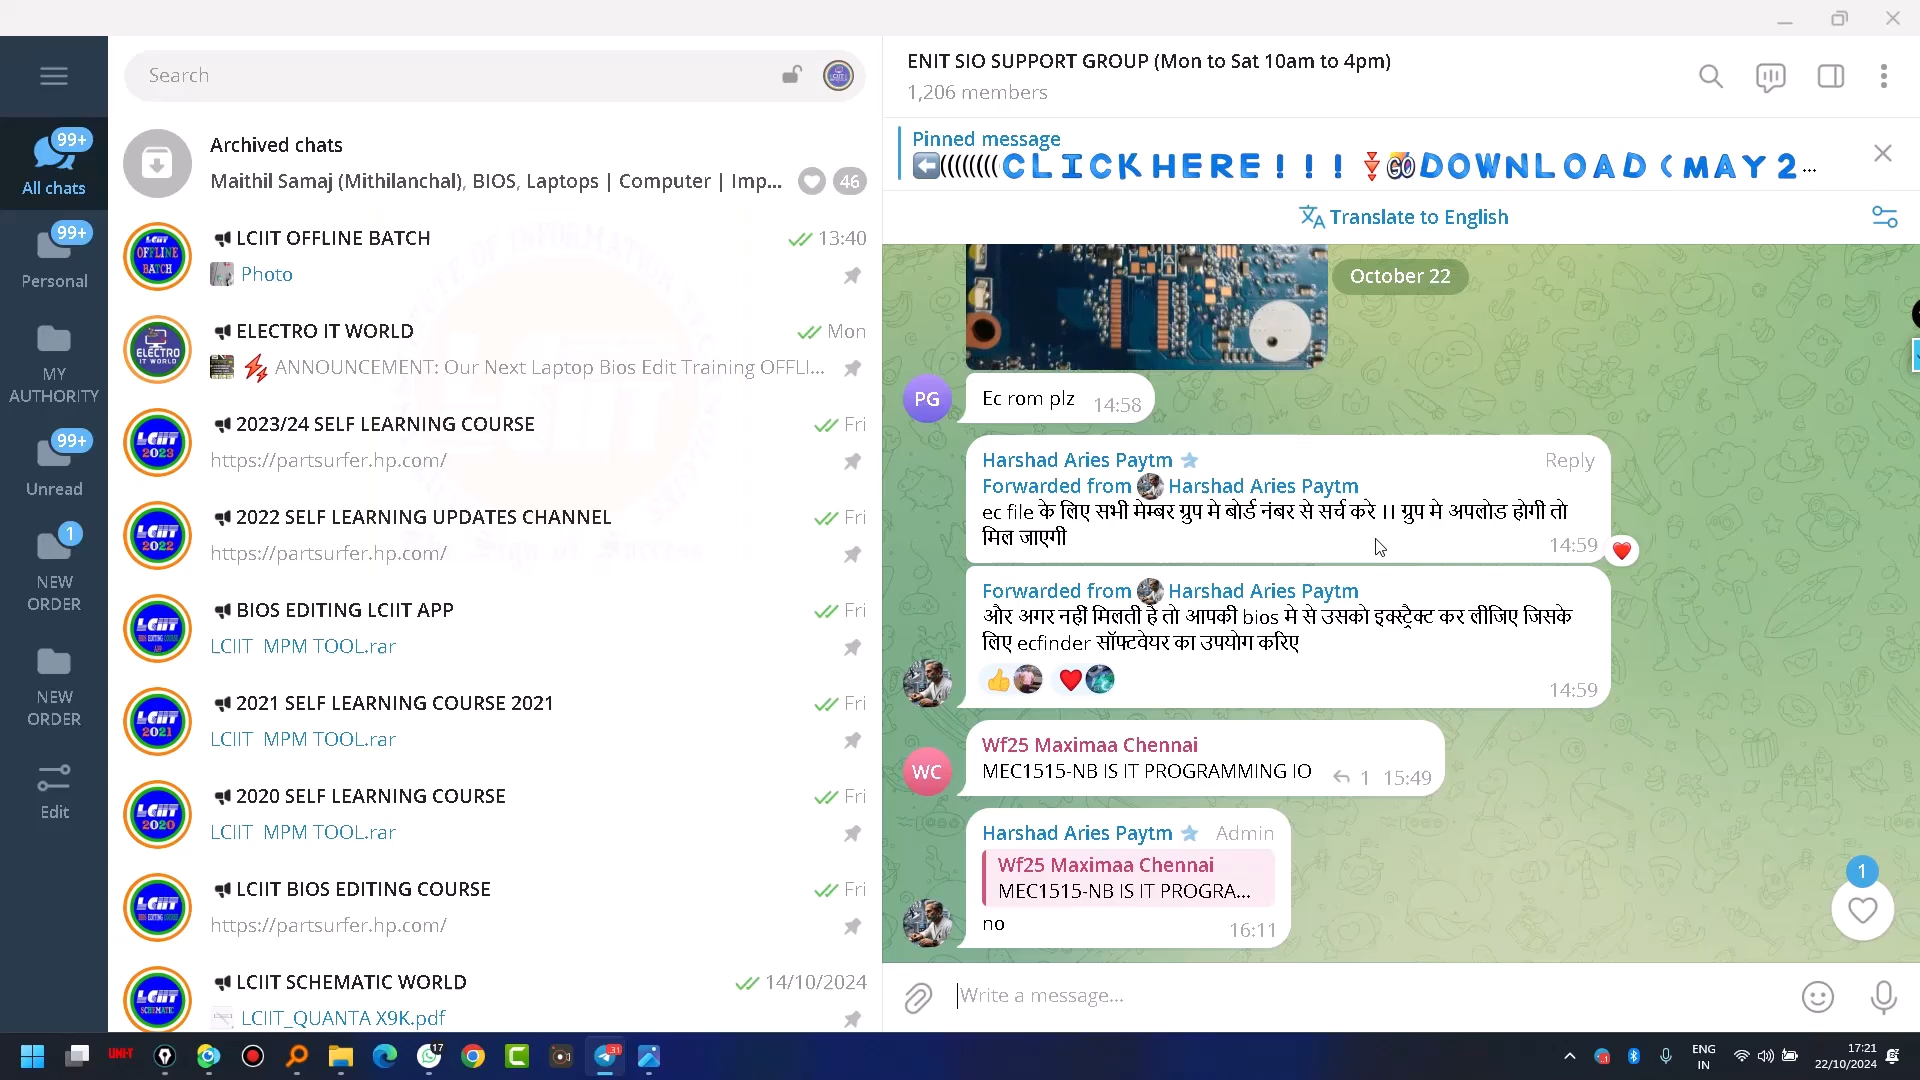 Search
Archived chats
Maithil Samaj (Mithilanchal), BIOS, Laptops | Computer | Imp...
46
LCIIT OFFLINE BATCH
13:40
Photo
ELECTRO IT WORLD
Mon
ANNOUNCEMENT: Our Next Laptop Bios Edit Training OFFLI...
2023/24 SELF LEARNING COURSE
Fri
https://partsurfer.hp.com/
2022 SELF LEARNING UPDATES CHANNEL
Fri
https://partsurfer.hp.com/
BIOS EDITING LCIIT APP
Fri
LCIIT MPM TOOL.rar
2021 SELF LEARNING COURSE 2021
Fri
LCIIT MPM TOOL.rar
2020 SELF LEARNING COURSE
Fri
LCIIT MPM TOOL.rar
LCIIT BIOS EDITING COURSE
Fri
https://partsurfer.hp.com/
LCIIT SCHEMATIC WORLD
14/10/2024
LCIIT_QUANTA X9K.pdf
99+
All chats
99+
Personal
MY
AUTHORITY
99+
Unread
1
NEW
ORDER
NEW
ORDER
Edit
ENIT SIO SUPPORT GROUP (Mon to Sat 10am to 4pm)
1,206 members
Pinned message
((((((((CLICK HERE!!! GO DOWNLOAD (MAY 2...
Translate to English
October 22
PG
Ec rom plz 14:58
Harshad Aries Paytm Reply
Forwarded from Harshad Aries Paytm
ec file के लिए सभी मेम्बर ग्रुप मे बोर्ड नंबर से सर्च करे ।। ग्रुप मे अपलोड होगी तो
मिल जाएगी 14:59
Forwarded from Harshad Aries Paytm
और अगर नहीं मिलती है तो आपकी bios मे से उसको इक्स्ट्रैक्ट कर लीजिए जिसके
लिए ecfinder सॉफ्टवेयर का उपयोग करिए
14:59
Wf25 Maximaa Chennai
WC
MEC1515-NB IS IT PROGRAMMING IO 1 15:49
Harshad Aries Paytm Admin
Wf25 Maximaa Chennai
MEC1515-NB IS IT PROGRA...
no
16:11
1
Write a message...
UNI-T
17
31
ENG
IN
17:21
22/10/2024